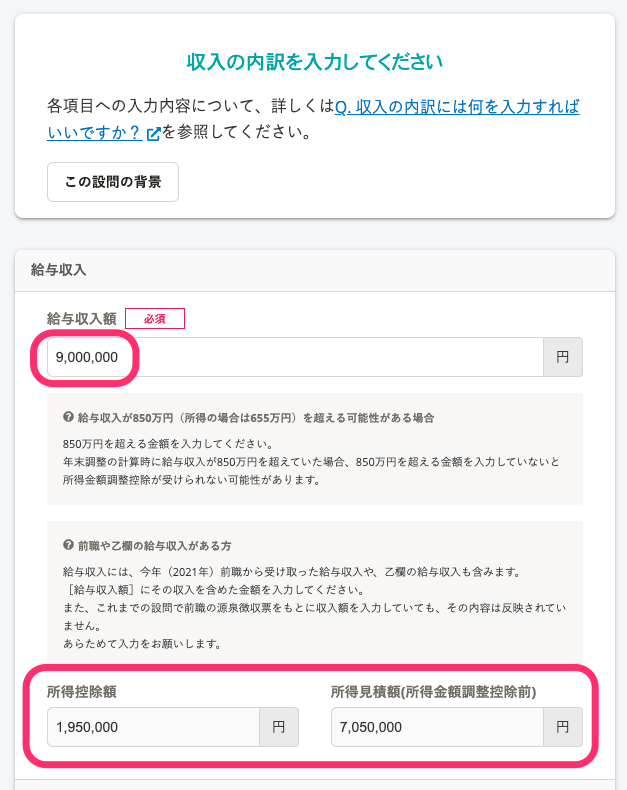 収入の内訳を入力してください
各項目への入力内容について、詳しくはQ. 収入の内訳には何を入力すれば
いいですか？を参照してください。
この設問の背景
給与収入
給与収入額 必須
9,000,000 円
給与収入が850万円（所得の場合は655万円）を超える可能性がある場合
850万円を超える金額を入力してください。
年末調整の計算時に給与収入が850万円を超えていた場合、850万円を超える金額を入力していないと
所得金額調整控除が受けられない可能性があります。
前職や乙欄の給与収入がある方
給与収入には、今年（2021年）前職から受け取った給与収入や、乙欄の給与収入も含みます。
［給与収入額］にその収入を含めた金額を入力してください。
また、これまでの設問で前職の源泉徴収票をもとに収入額を入力していても、その内容は反映されてい
ません。
あらためて入力をお願いします。
所得控除額 所得見積額(所得金額調整控除前)
1,950,000 円 7,050,000 円